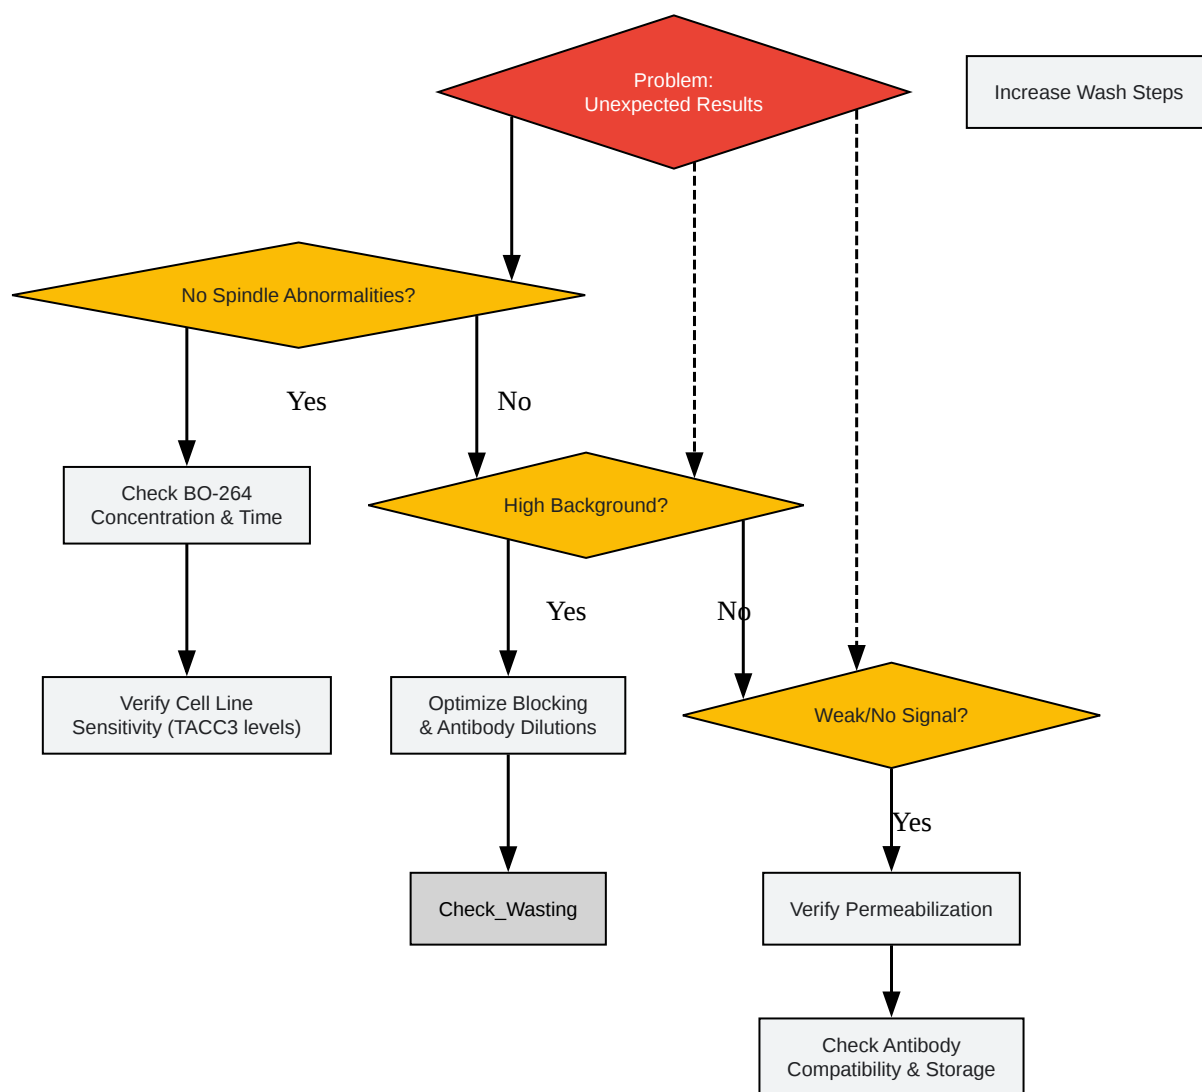 Problem:
Unexpected Results
Increase Wash Steps
No Spindle Abnormalities?
Yes
No
Check BO-264
Concentration & Time
High Background?
Yes
No
Verify Cell Line
Sensitivity (TACC3 levels)
Optimize Blocking
& Antibody Dilutions
Weak/No Signal?
Yes
Check_Wasting
Verify Permeabilization
Check Antibody
Compatibility & Storage